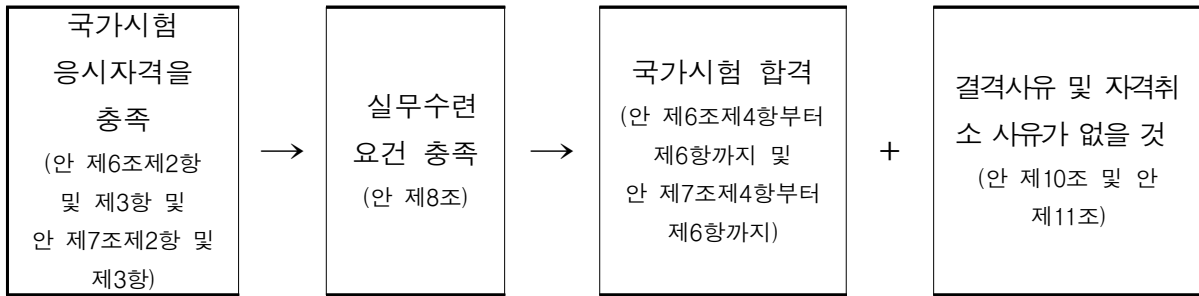 국가시험
응시자격을
충족
(안 제6조제2항
및 제3항 및
안 제7조제2항 및
제3항)
→
실무수련
요건 충족
(안 제8조)
→
국가시험 합격
(안 제6조제4항부터
제6항까지 및
안 제7조제4항부터
제6항까지)
+
결격사유 및 자격취
소 사유가 없을 것
(안 제10조 및 안
제11조)